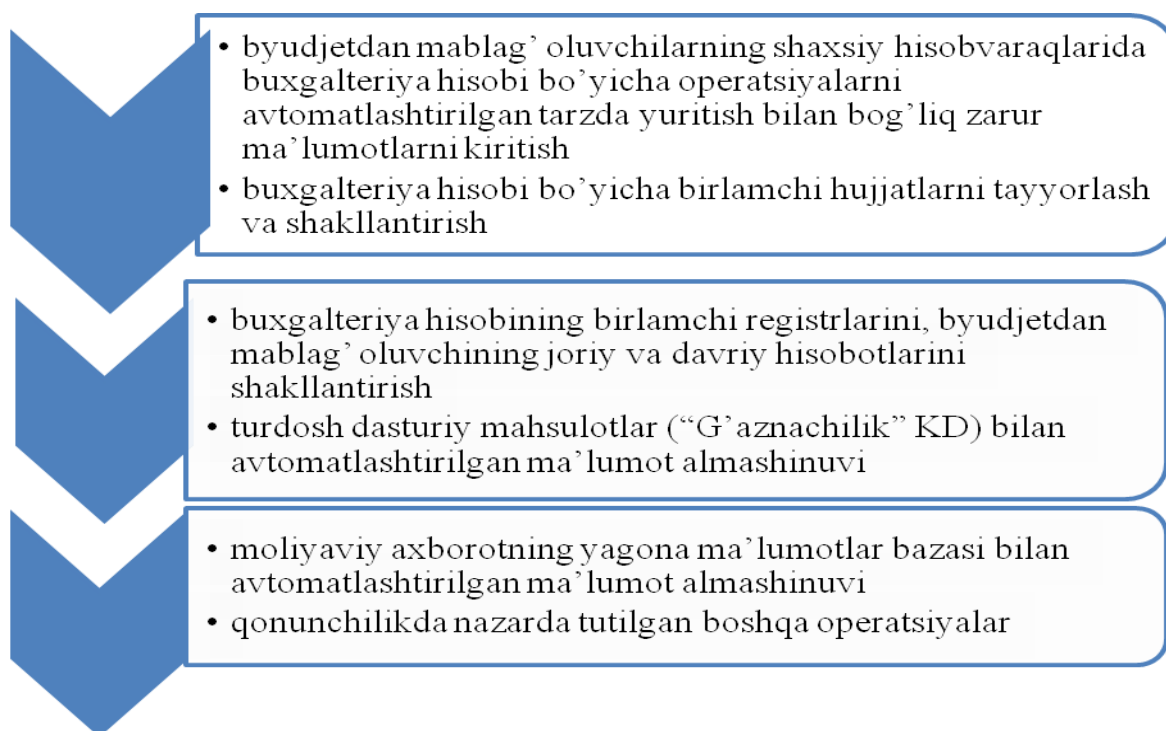 • byudjetdan mablag’ oluvchilarning shaxsiy hisobvaraqlarida
buxgalteriya hisobi bo’yicha operatsiyalarni
avtomatlashtirilgan tarzda yuritish bilan bog’liq zarur
ma’lumotlarni kiritish
• buxgalteriya hisobi bo’yicha birlamchi hujjatlarni tayyorlash
va shakllantirish
• buxgalteriya hisobining birlamchi registrlarini, byudjetdan
mablag’ oluvchining joriy va davriy hisobotlarini
shakllantirish
• turdosh dasturiy mahsulotlar (“G’aznachilik” KD) bilan
avtomatlashtirilgan ma’lumot almashinuvi
• moliyaviy axborotning yagona ma’lumotlar bazasi bilan
avtomatlashtirilgan ma’lumot almashinuvi
• qonunchilikda nazarda tutilgan boshqa operatsiyalar